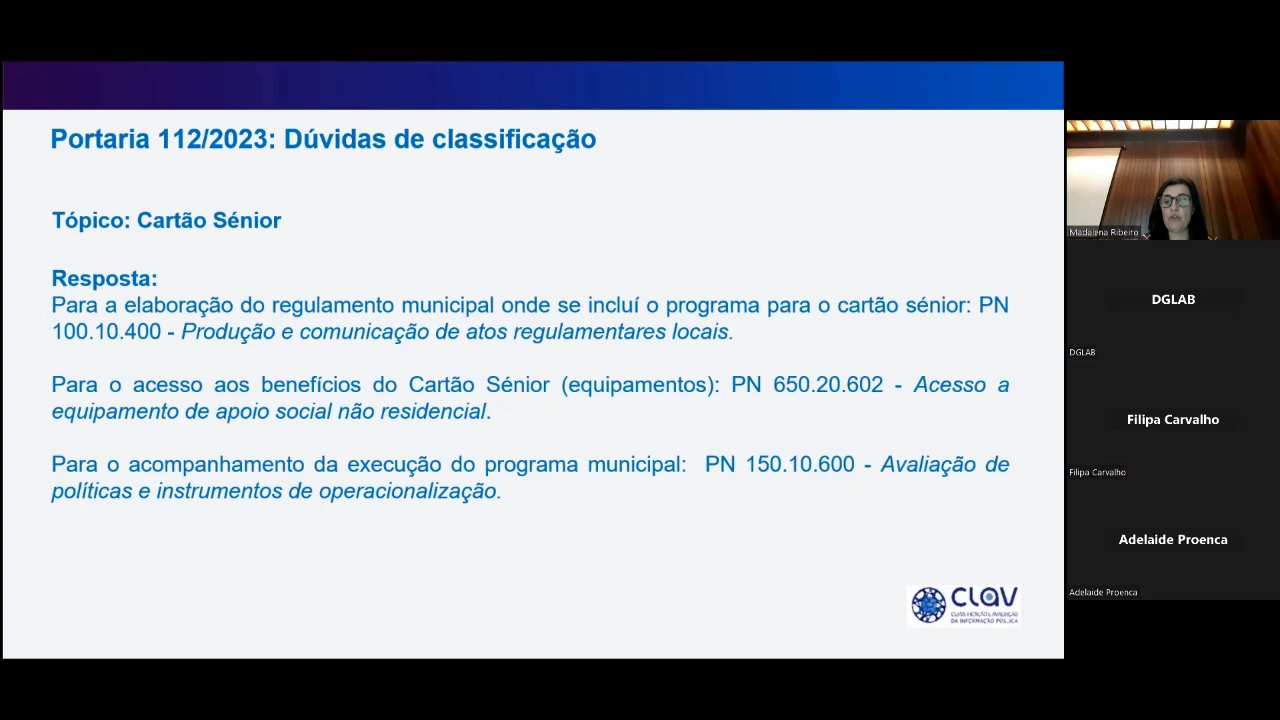 Portaria 112/2023: Dúvidas de classificação
Tópico: Cartão Sénior
Resposta:
Para a elaboração do regulamento municipal onde se incluí o programa para o cartão sénior: PN
100.10.400 - Produção e comunicação de atos regulamentares locais.
Para o acesso aos benefícios do Cartão Sénior (equipamentos): PN 650.20.602 - Acesso a
equipamento de apoio social não residencial.
Para o acompanhamento da execução do programa municipal: PN 150.10.600 - Avaliação de
políticas e instrumentos de operacionalização.
CLAV
CLASSIFICAÇÃO E AVALIAÇÃO
DA INFORMAÇÃO PÚBLICA
Madalena Ribeiro
DGLAB
DGLAB
Filipa Carvalho
Filipa Carvalho
Adelaide Proenca
Adelaide Proenca